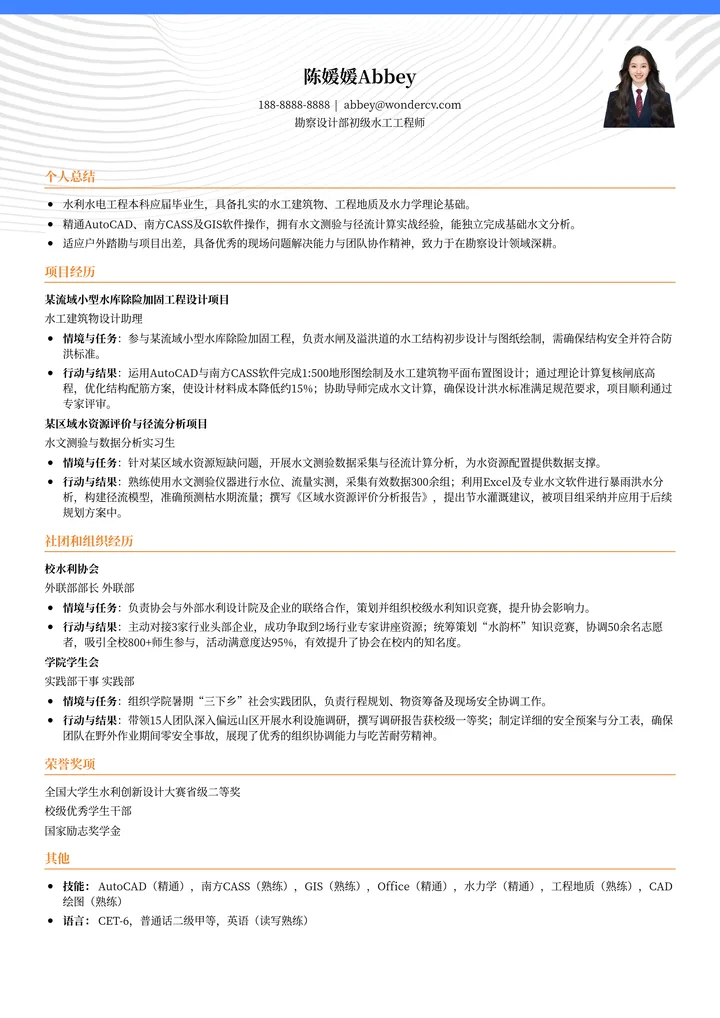 陈媛媛Abbey
188-8888-8888 | abbey@wondercv.com
勘察设计部初级水工工程师
个人总结
• 水利水电工程本科应届毕业生，具备扎实的水工建筑物、工程地质及水力学理论基础。
• 精通AutoCAD、南方CASS及GIS软件操作，拥有水文测验与径流计算实战经验，能独立完成基础水文分析。
• 适应户外踏勘与项目出差，具备优秀的现场问题解决能力与团队协作精神，致力于在勘察设计领域深耕。
项目经历
某流域小型水库除险加固工程设计项目
水工建筑物设计助理
• 情境与任务：参与某流域小型水库除险加固工程，负责水闸及溢洪道的水工结构初步设计与图纸绘制，需确保结构安全并符合防
洪标准。
• 行动与结果：运用AutoCAD与南方CASS软件完成1:500地形图绘制及水工建筑物平面布置图设计；通过理论计算复核闸底高
程，优化结构配筋方案，使设计材料成本降低约15%；协助导师完成水文计算，确保设计洪水标准满足规范要求，项目顺利通过
专家评审。
某区域水资源评价与径流分析项目
水文测验与数据分析实习生
• 情境与任务：针对某区域水资源短缺问题，开展水文测验数据采集与径流计算分析，为水资源配置提供数据支撑。
• 行动与结果：熟练使用水文测验仪器进行水位、流量实测，采集有效数据300余组；利用Excel及专业水文软件进行暴雨洪水分
析，构建径流模型，准确预测枯水期流量；撰写《区域水资源评价分析报告》，提出节水灌溉建议，被项目组采纳并应用于后续
规划方案中。
社团和组织经历
校水利协会
外联部部长 外联部
• 情境与任务：负责协会与外部水利设计院及企业的联络合作，策划并组织校级水利知识竞赛，提升协会影响力。
• 行动与结果：主动对接3家行业头部企业，成功争取到2场行业专家讲座资源；统筹策划“水韵杯”知识竞赛，协调50余名志愿
者，吸引全校800+师生参与，活动满意度达95%，有效提升了协会在校内的知名度。
学院学生会
实践部干事 实践部
• 情境与任务：组织学院暑期“三下乡”社会实践团队，负责行程规划、物资筹备及现场安全协调工作。
• 行动与结果：带领15人团队深入偏远山区开展水利设施调研，撰写调研报告获校级一等奖；制定详细的安全预案与分工表，确保
团队在野外作业期间零安全事故，展现了优秀的组织协调能力与吃苦耐劳精神。
荣誉奖项
全国大学生水利创新设计大赛省级二等奖
校级优秀学生干部
国家励志奖学金
其他
• 技能： AutoCAD（精通），南方CASS（熟练），GIS（熟练），Office（精通），水力学（精通），工程地质（熟练），CAD
绘图（熟练）
• 语言： CET-6，普通话二级甲等，英语（读写熟练）